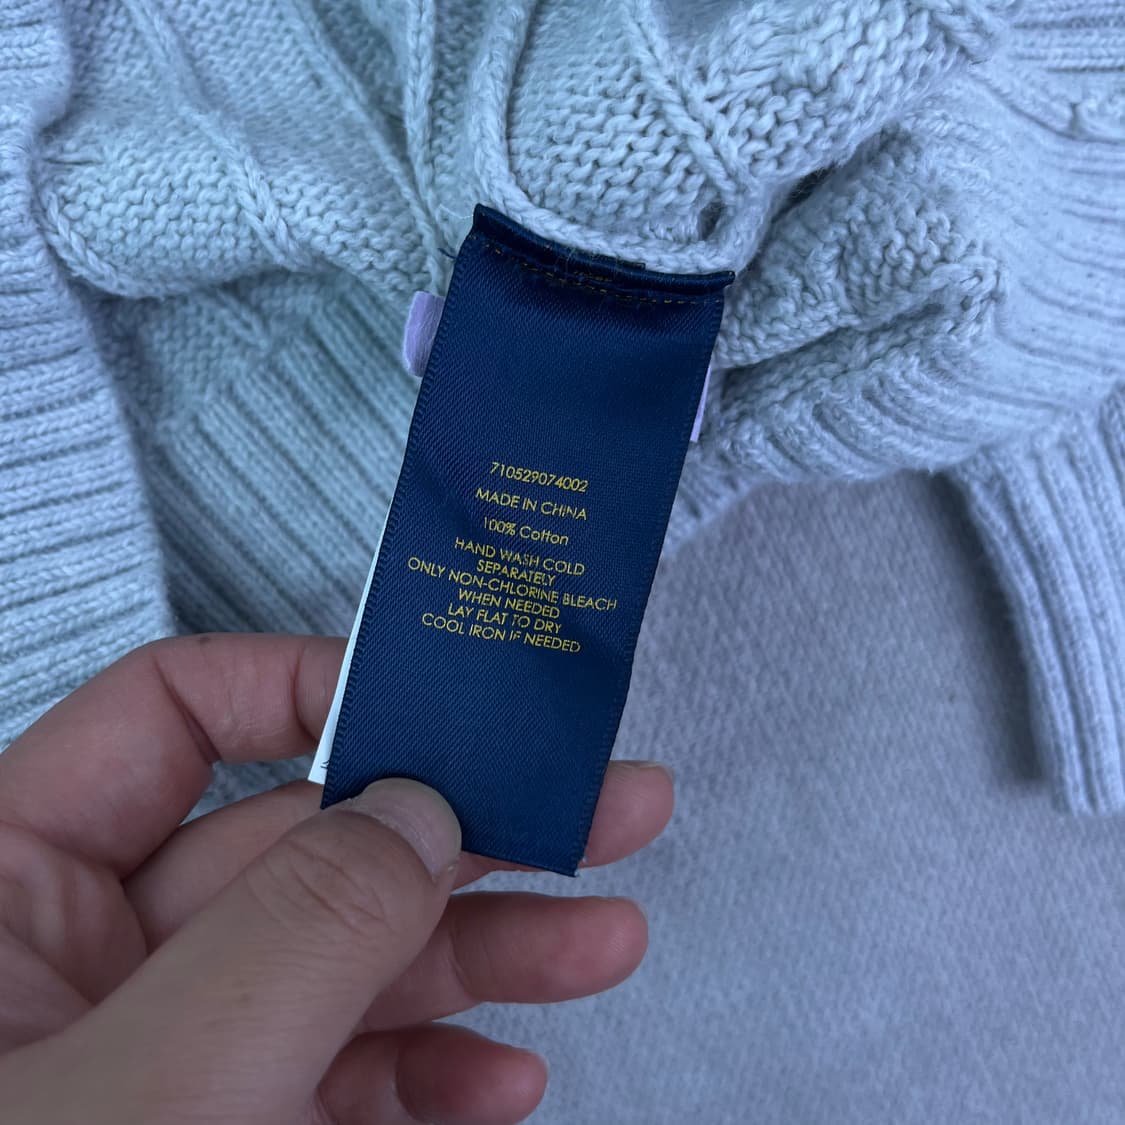 710529074002
MADE IN CHINA
100% Cotton
HAND WASH COLD
SEPARATELY
ONLY NON-CHLORINE BLEACH
WHEN NEEDED
LAY FLAT TO DRY
COOL IRON IF NEEDED